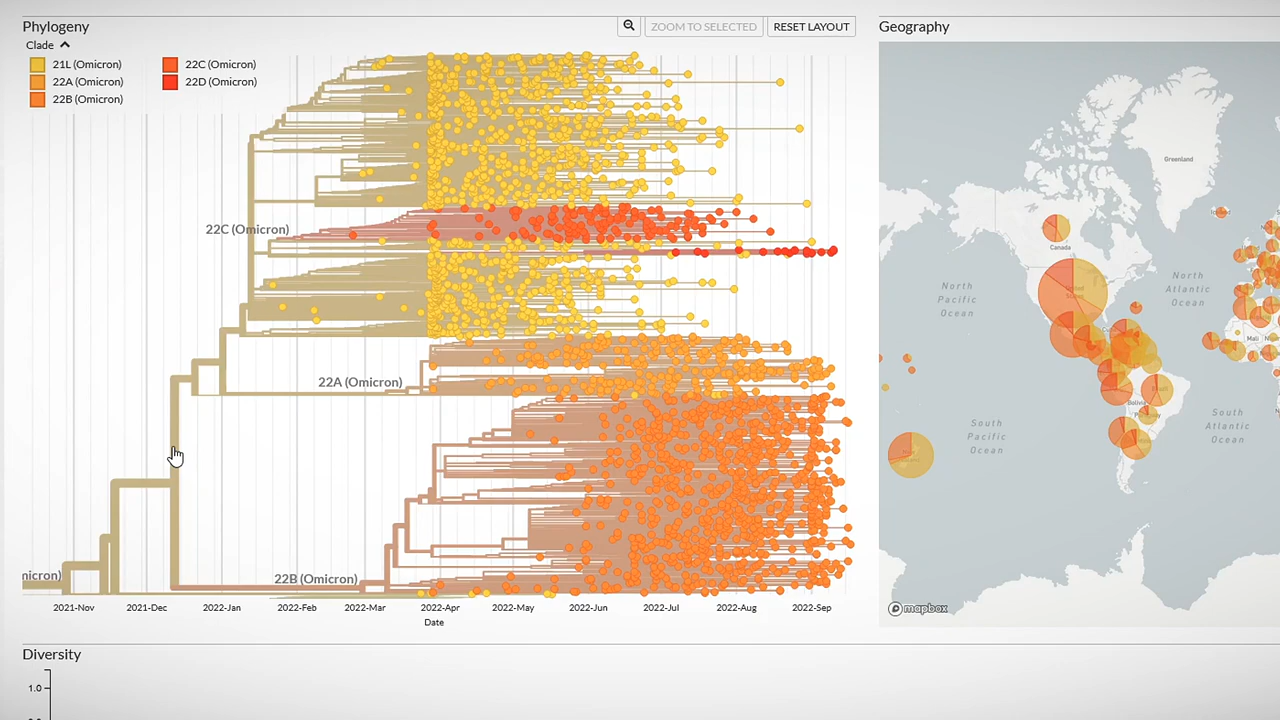 Phylogeny
ZOOM TO SELECTED
RESET LAYOUT
Geography
Clade
21L (Omicron)
22A (Omicron)
22B (Omicron)
22C (Omicron)
22D (Omicron)
22C (Omicron)
22A (Omicron)
22B (Omicron)
nicron)
2021-Nov
2021-Dec
2022-Jan
2022-Feb
2022-Mar
2022-Apr
2022-May
2022-Jun
2022-Jul
2022-Aug
2022-Sep
Date
Greenland
Canada
North
Pacific
Ocean
North
Atlantic
Ocean
Mali
South
Pacific
Ocean
South
Atlantic
Ocean
mapbox
Diversity
1.0